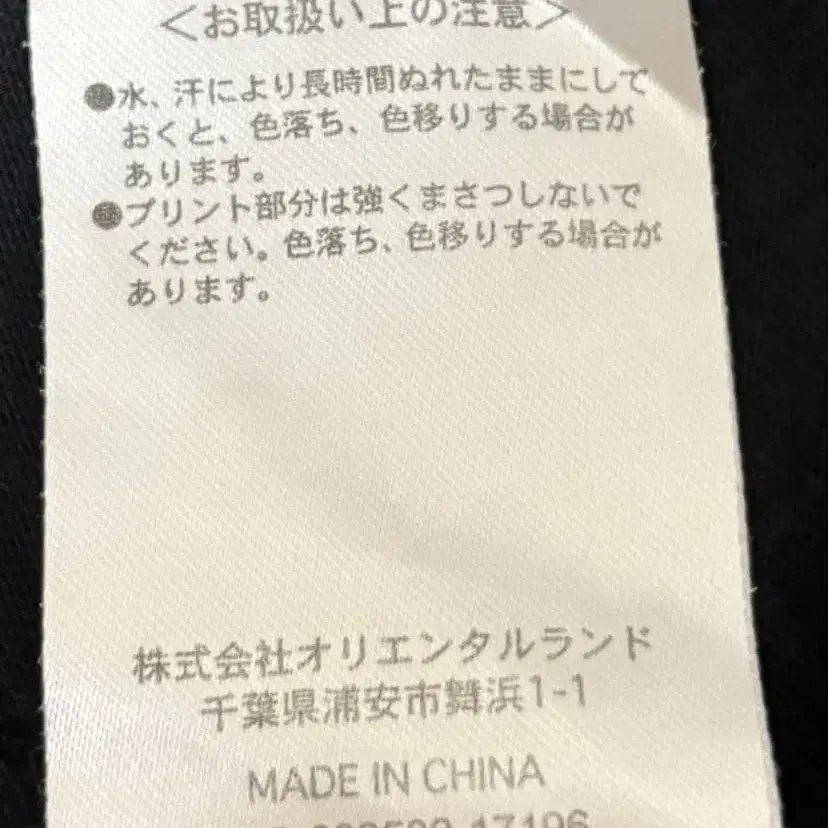 ＜お取扱い上の注意＞
●水、汗により長時間ぬれたままにして
おくと、色落ち、色移りする場合が
あります。
●プリント部分は強くまさつしないで
ください。色落ち、色移りする場合が
あります。
株式会社オリエンタルランド
千葉県浦安市舞浜1-1
MADE IN CHINA